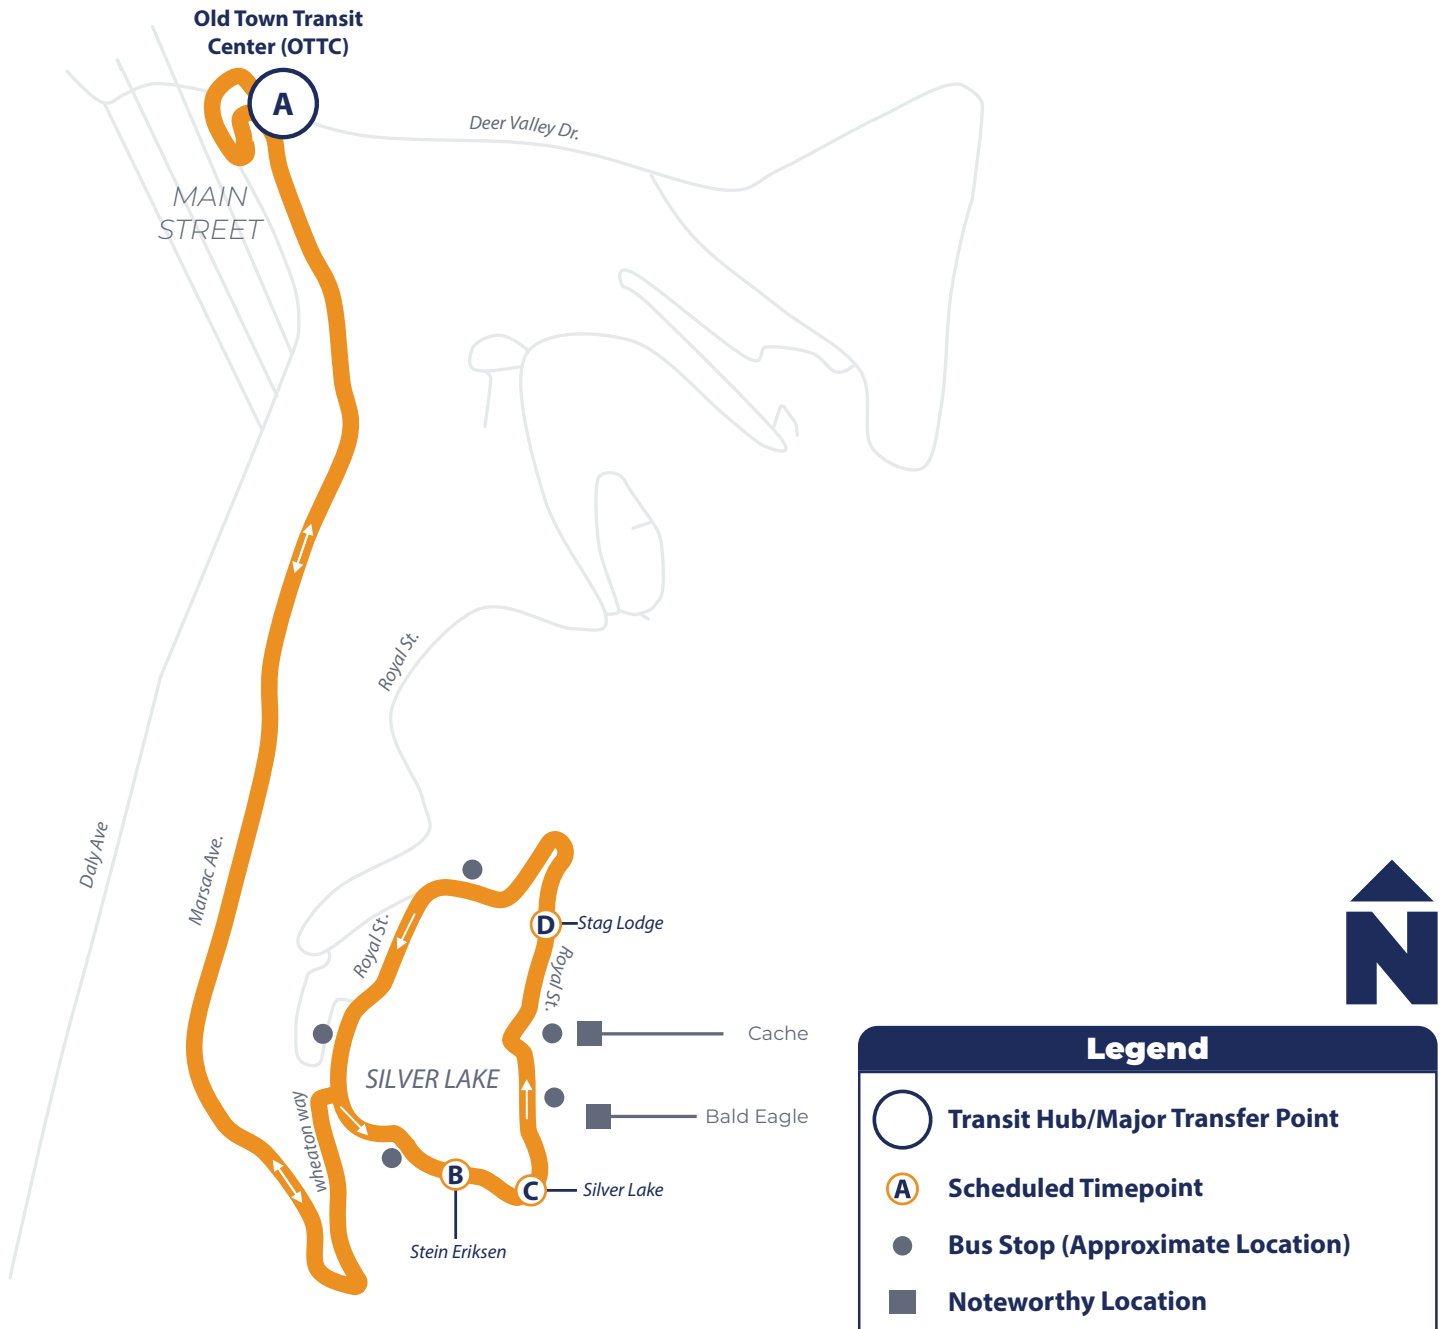 Old Town Transit
Center (OTTC)
A
Deer Valley Dr.
MAIN
STREET
Royal St.
Daly Ave
Marsac Ave.
Royal St.
D
Stag Lodge
Royal St.
Cache
SILVER LAKE
Bald Eagle
wheaton way
B
C
Silver Lake
Stein Eriksen
N
Legend
Transit Hub/Major Transfer Point
A
Scheduled Timepoint
Bus Stop (Approximate Location)
Noteworthy Location